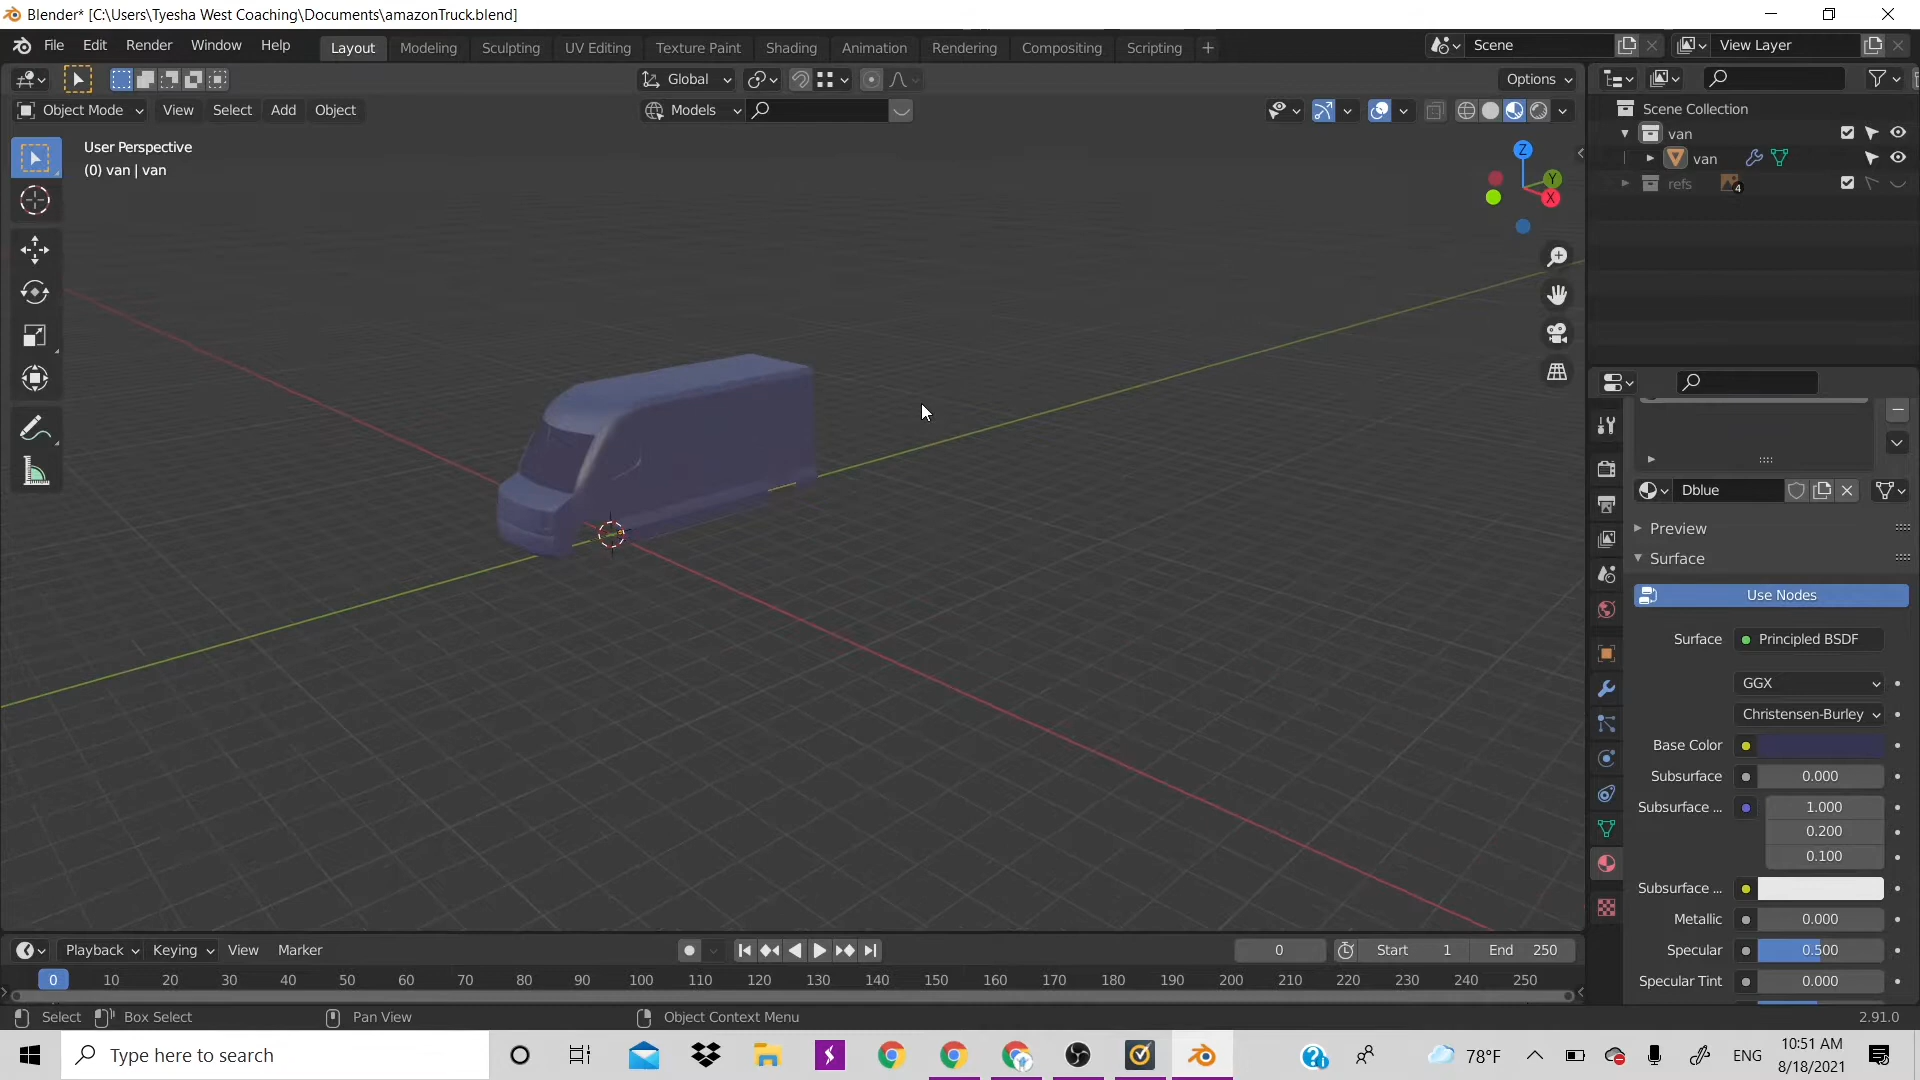 Blender* [C:\Users\Tyesha West Coaching\Documents\amazonTruck.blend]
File Edit Render Window Help Layout Modeling Sculpting UV Editing Texture Paint Shading Animation Rendering Compositing Scripting + Scene View Layer
Global Options
Object Mode View Select Add Object Models
Scene Collection
User Perspective
(0) van | van
van
van
refs 4
Z
Y
X
Dblue
Preview
Surface
Use Nodes
Surface Principled BSDF
GGX
Christensen-Burley
Base Color
Subsurface 0.000
Subsurface ... 1.000
0.200
0.100
Subsurface ...
Metallic 0.000
Specular 0.500
Specular Tint 0.000
Playback Keying View Marker 0 Start 1 End 250
0 10 20 30 40 50 60 70 80 90 100 110 120 130 140 150 160 170 180 190 200 210 220 230 240 250
Select Box Select Pan View Object Context Menu 2.91.0
Type here to search 78°F ENG 10:51 AM
8/18/2021